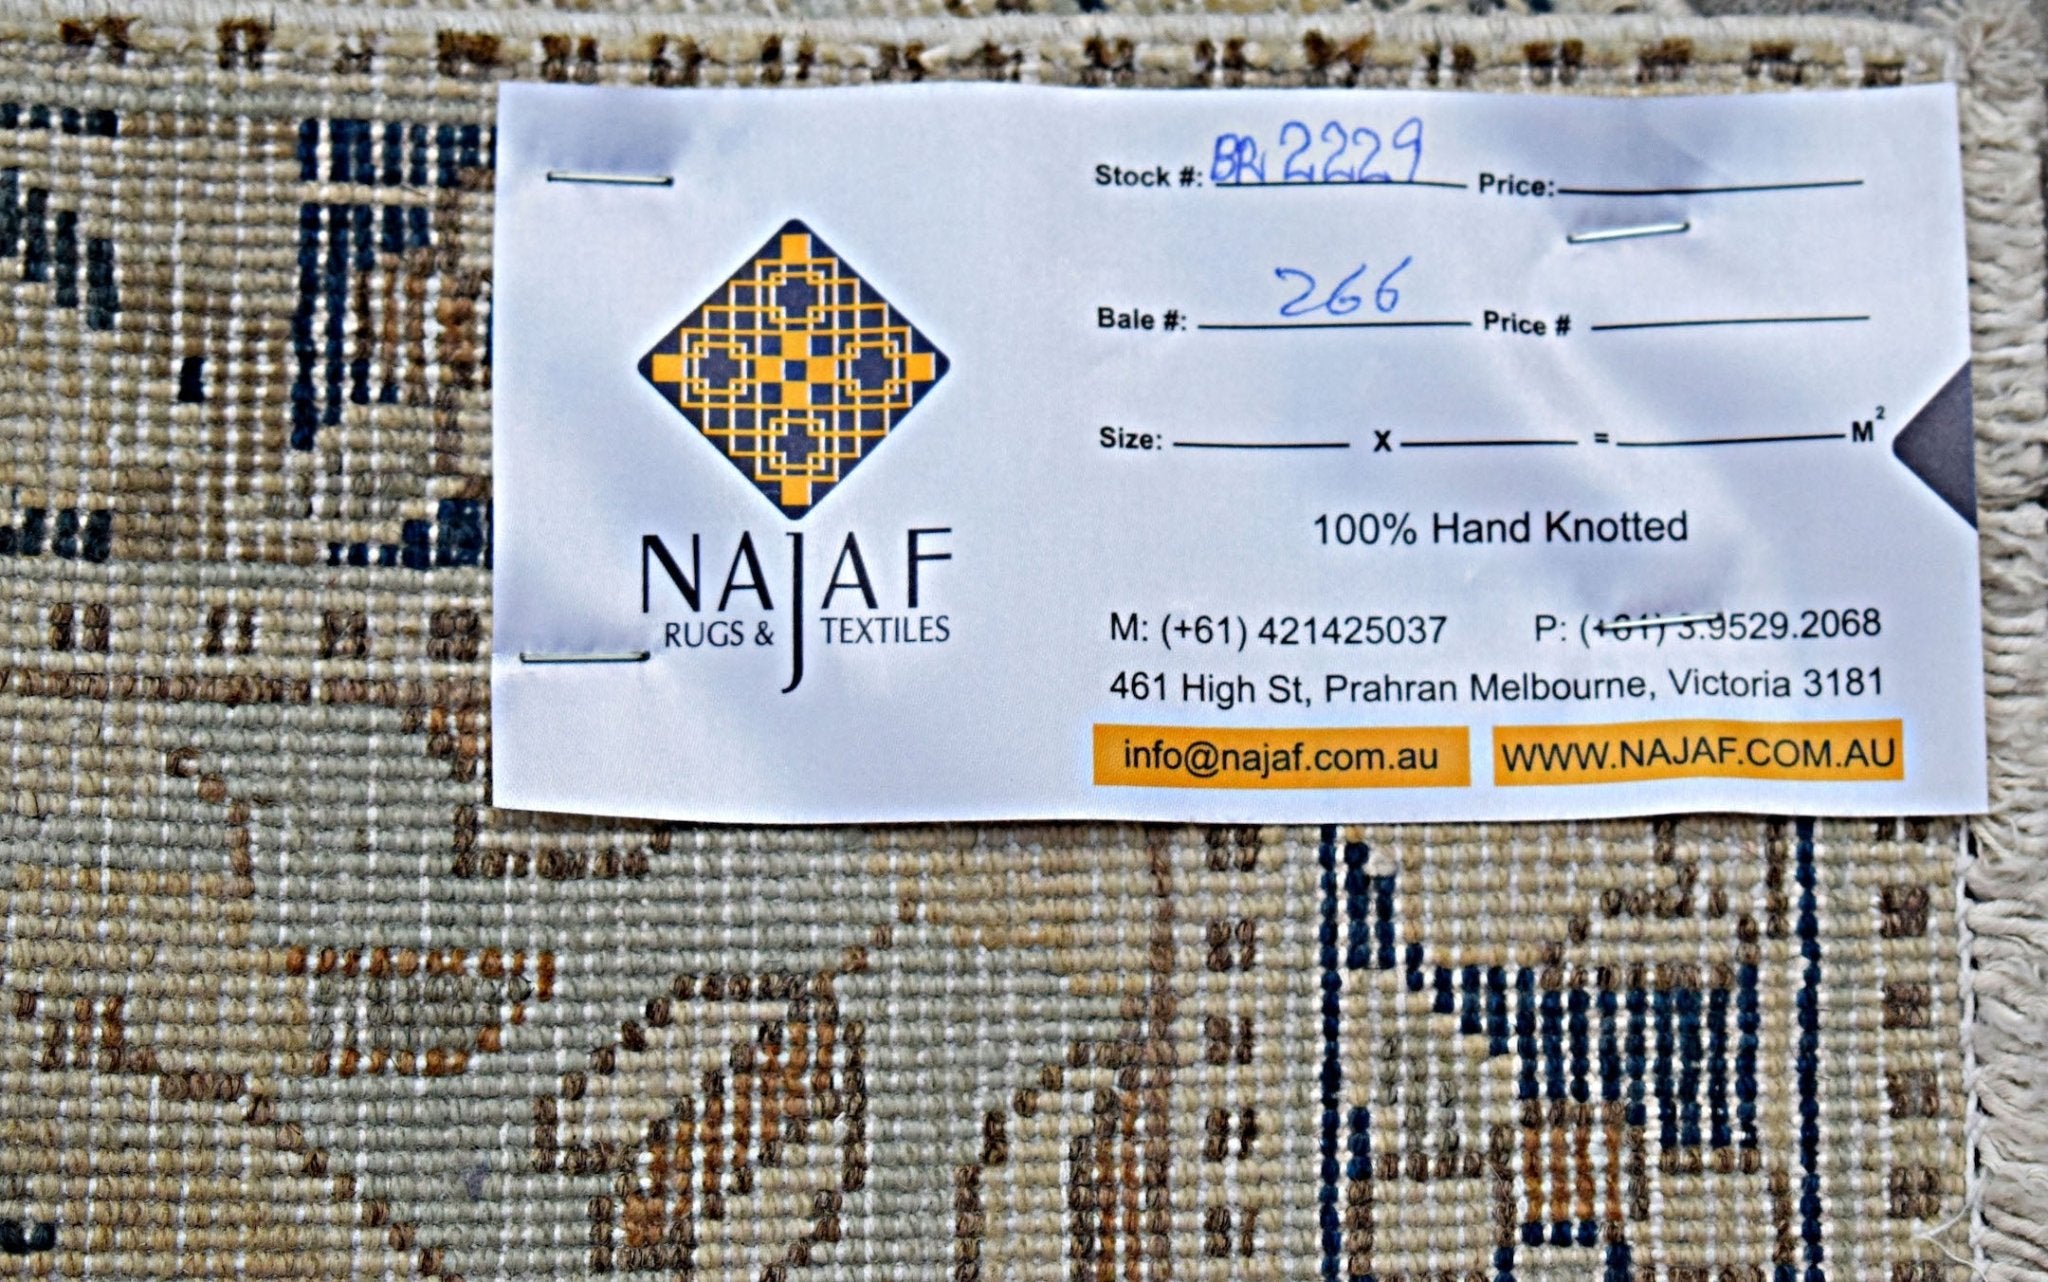 NAJAF
RUGS & TEXTILES
Stock #: BR 2229 Price:
Bale #: 266 Price #
Size: X = M²
100% Hand Knotted
M: (+61) 421425037 P: (+61) 3.9529.2068
461 High St, Prahran Melbourne, Victoria 3181
info@najaf.com.au WWW.NAJAF.COM.AU